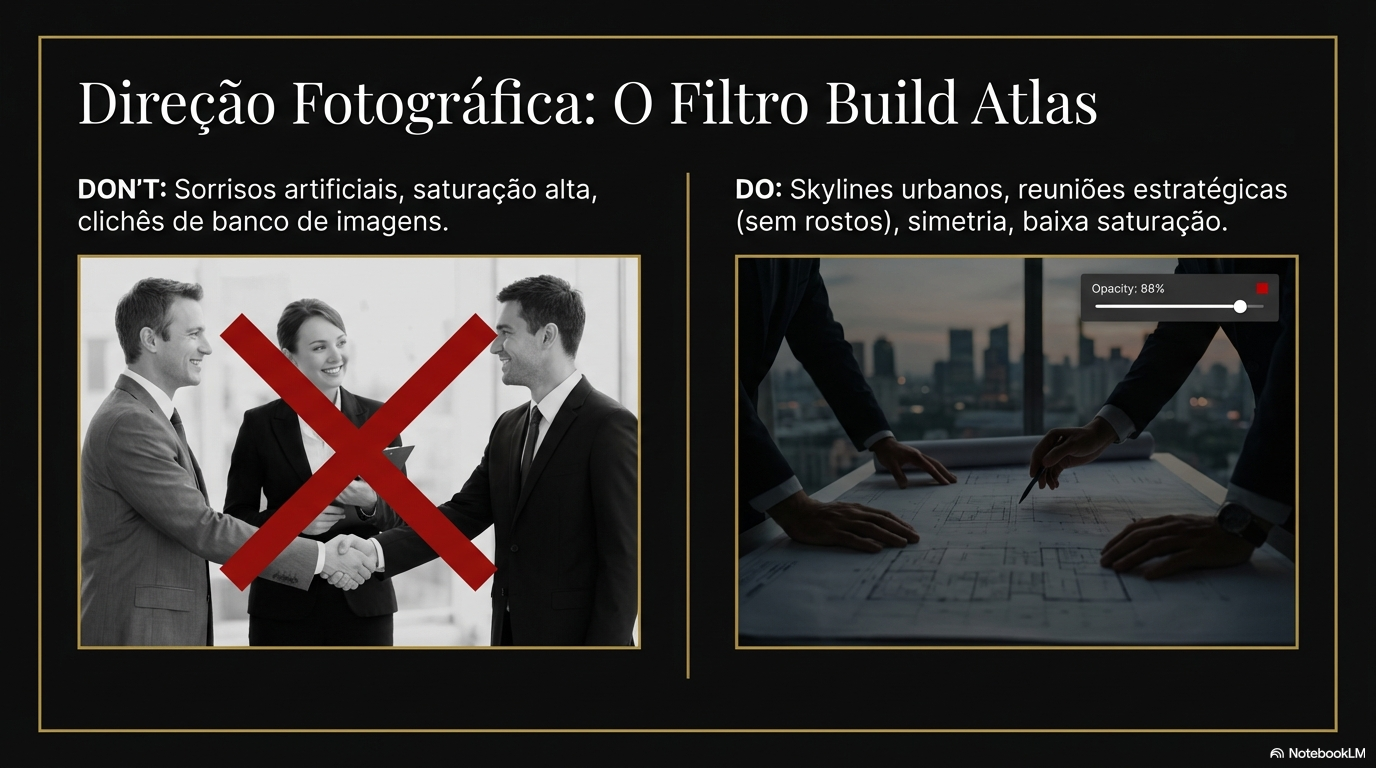 Direção Fotográfica: O Filtro Build Atlas
DON'T: Sorrisos artificiais, saturação alta,
clichês de banco de imagens.
DO: Skylines urbanos, reuniões estratégicas
(sem rostos), simetria, baixa saturação.
Opacity: 88%
NotebookLM